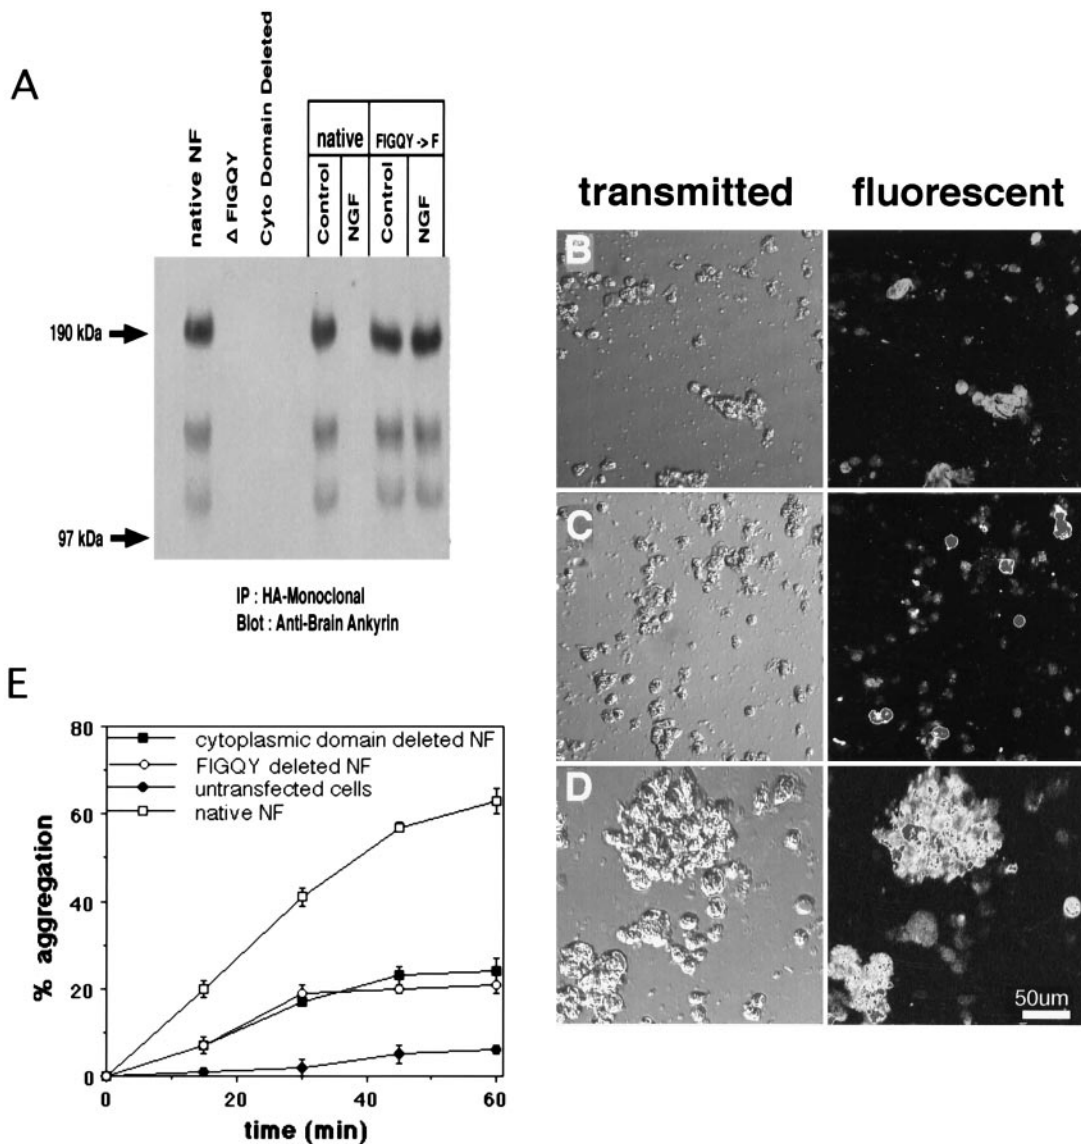 A
native NF
Δ FIGQY
Cyto Domain Deleted
native
FIGQY -> F
Control
NGF
Control
NGF
190 kDa
97 kDa
IP : HA-Monoclonal
Blot : Anti-Brain Ankyrin
transmitted
fluorescent
B
C
D
50um
E
80
60
40
20
0
% aggregation
cytoplasmic domain deleted NF
FIGQY deleted NF
untransfected cells
native NF
0
20
40
60
time (min)